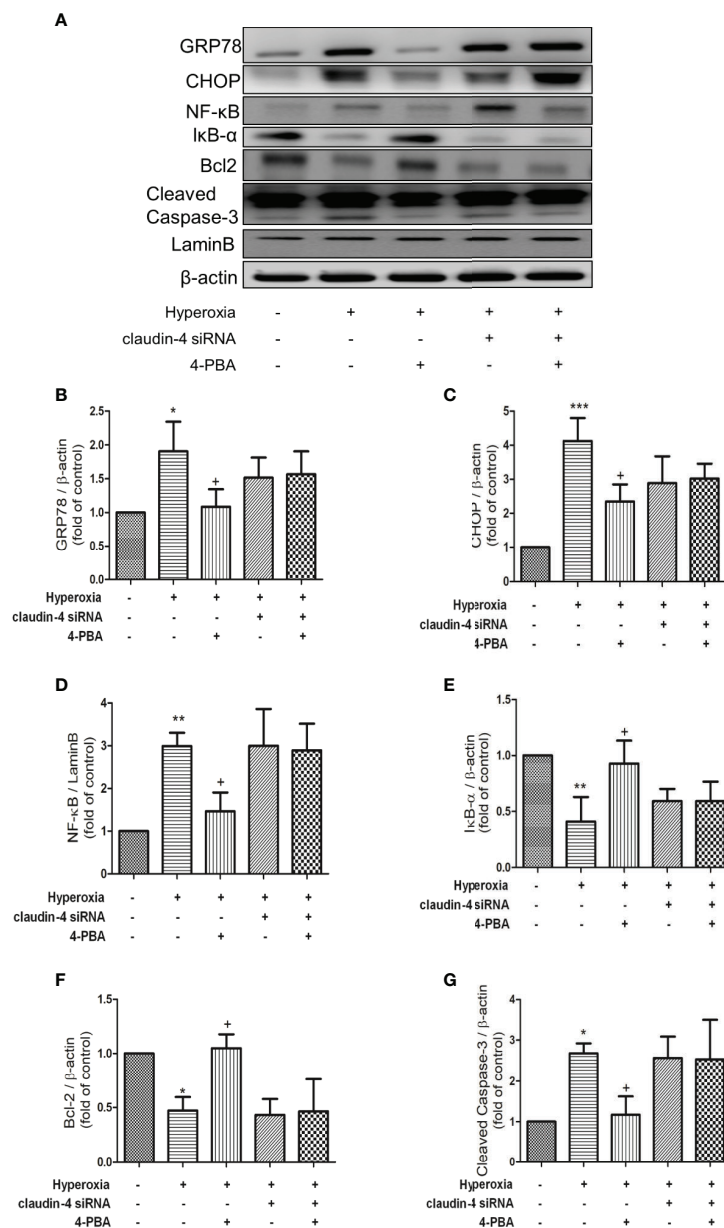 A
GRP78
CHOP
NF-κB
IκB-α
Bcl2
Cleaved
Caspase-3
LaminB
β-actin
Hyperoxia - + + + +
claudin-4 siRNA - - - + +
4-PBA - - + - +
B
GRP78 / β-actin
(fold of control)
2.5
2.0
1.5
1.0
0.5
0.0
*
+
Hyperoxia - + + + +
claudin-4 siRNA - - - + +
4-PBA - - + - +
C
CHOP / β-actin
(fold of control)
5
4
3
2
1
0
***
+
Hyperoxia - + + + +
claudin-4 siRNA - - - + +
4-PBA - - + - +
D
NF-κB / LaminB
(fold of control)
4
3
2
1
0
**
+
Hyperoxia - + + + +
claudin-4 siRNA - - - + +
4-PBA - - + - +
E
IκB-α / β-actin
(fold of control)
1.5
1.0
0.5
0.0
**
+
Hyperoxia - + + + +
claudin-4 siRNA - - - + +
4-PBA - - + - +
F
Bcl-2 / β-actin
(fold of control)
1.5
1.0
0.5
0.0
*
+
Hyperoxia - + + + +
claudin-4 siRNA - - - + +
4-PBA - - + - +
G
Cleaved Caspase-3 / β-actin
(fold of control)
4
3
2
1
0
*
+
Hyperoxia - + + + +
claudin-4 siRNA - - - + +
4-PBA - - + - +